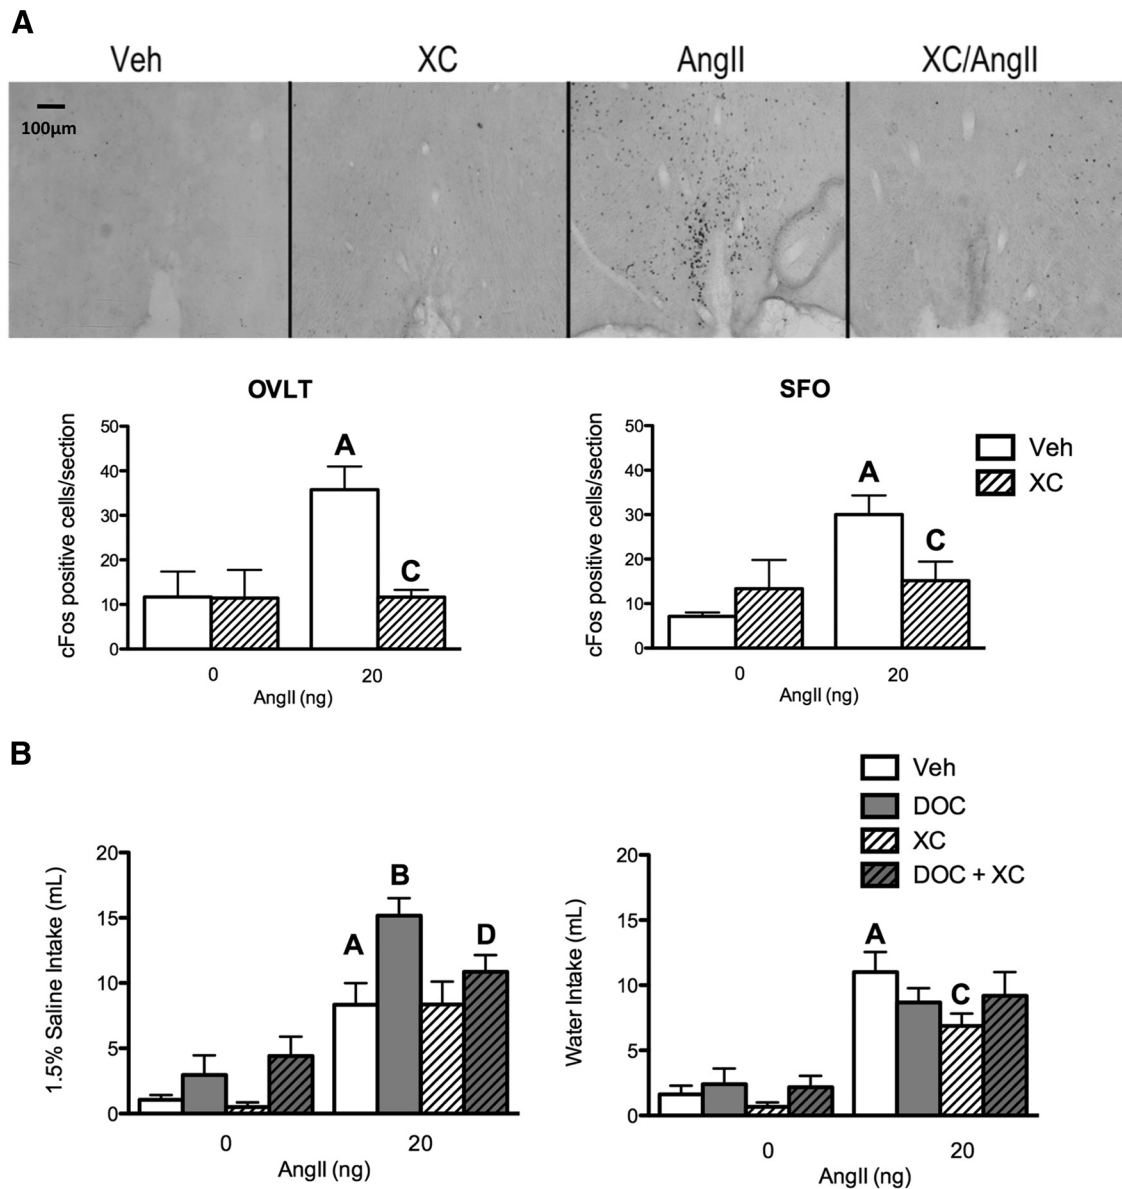 A
Veh XC AngII XC/AngII
100µm
OVLT
cFos positive cells/section
50
40
30
20
10
0
A
C
0 20
AngII (ng)
SFO
cFos positive cells/section
50
40
30
20
10
0
A
C
0 20
AngII (ng)
Veh
XC
B
Veh
DOC
XC
DOC + XC
1.5% Saline Intake (mL)
20
15
10
5
0
A
B
D
0 20
AngII (ng)
Water Intake (mL)
20
15
10
5
0
A
C
0 20
AngII (ng)